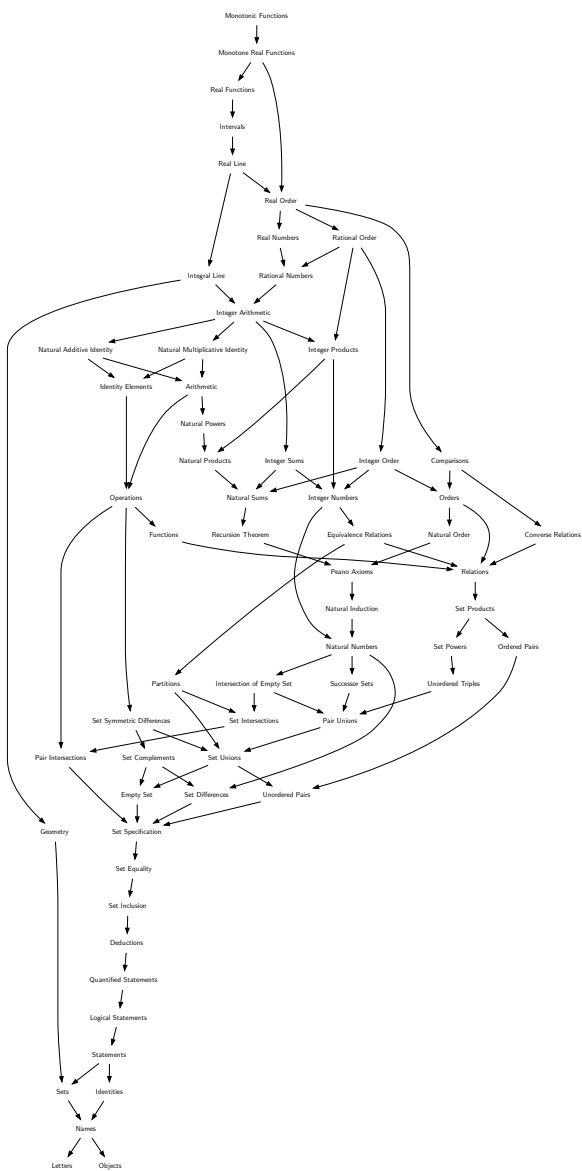 Monotonic Functions
Monotone Real Functions
Real Functions
Intervals
Real Line
Real Order
Real Numbers
Rational Order
Integral Line
Rational Numbers
Integer Arithmetic
Natural Additive Identity
Natural Multiplicative Identity
Integer Products
Identity Elements
Arithmetic
Natural Powers
Natural Products
Integer Sums
Integer Order
Comparisons
Operations
Natural Sums
Integer Numbers
Orders
Functions
Recursion Theorem
Equivalence Relations
Natural Order
Converse Relations
Peano Axioms
Relations
Natural Induction
Set Products
Natural Numbers
Set Powers
Ordered Pairs
Partitions
Intersection of Empty Set
Successor Sets
Unordered Triples
Set Symmetric Differences
Set Intersections
Pair Unions
Pair Intersections
Set Complements
Set Unions
Empty Set
Set Differences
Unordered Pairs
Geometry
Set Specification
Set Equality
Set Inclusion
Deductions
Quantified Statements
Logical Statements
Statements
Sets
Identities
Names
Letters
Objects